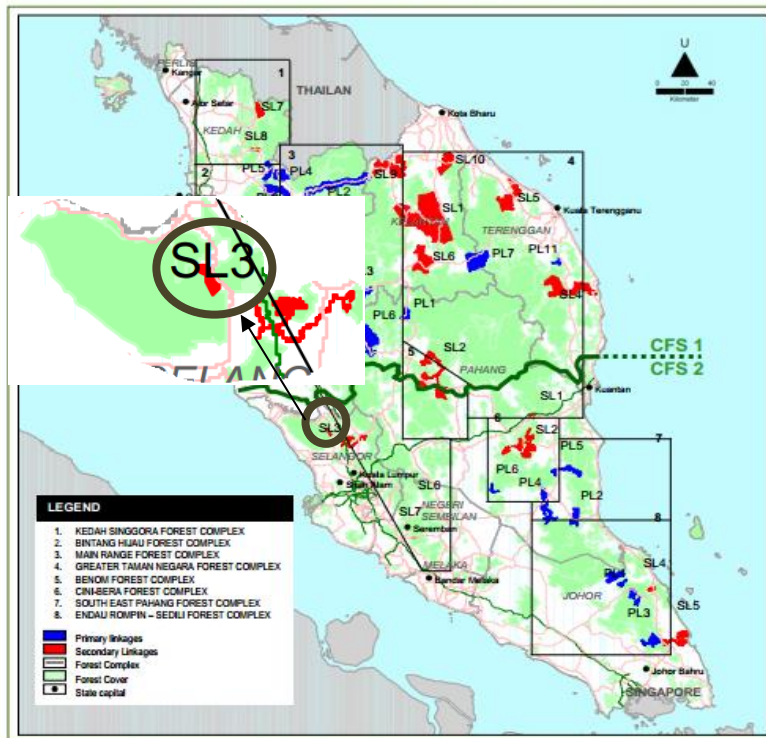 PERLIS
Kangar
1
THAILAN
U
0 20 40
Kilometer
Alor Setar
SL7
KEDAH
SL8
Kota Bharu
2
3
PL5
PL4
SL9
SL10
4
PL2
SL1
SL5
Kuala Terengganu
TERENGGAN
SL3
SL6
PL7
PL11
PL6
PL1
SL4
5
SL2
PAHANG
CFS 1
CFS 2
SL1
Kuantan
6
SL3
SL2
PL5
7
SELANGOR
Kuala Lumpur
Shah Alam
SL6
PL6
PL4
PL2
SL7
NEGERI
SEMBILAN
Seremban
8
MELAKA
Bandar Melaka
SL4
JOHOR
PL3
SL5
Johor Bahru
SINGAPORE
LEGEND
1. KEDAH SINGGORA FOREST COMPLEX
2. BINTANG HIJAU FOREST COMPLEX
3. MAIN RANGE FOREST COMPLEX
4. GREATER TAMAN NEGARA FOREST COMPLEX
5. BENOM FOREST COMPLEX
6. CINI-BERA FOREST COMPLEX
7. SOUTH EAST PAHANG FOREST COMPLEX
8. ENDAU ROMPIN – SEDILI FOREST COMPLEX
Primary linkages
Secondary Linkages
Forest Complex
Forest Cover
State capital